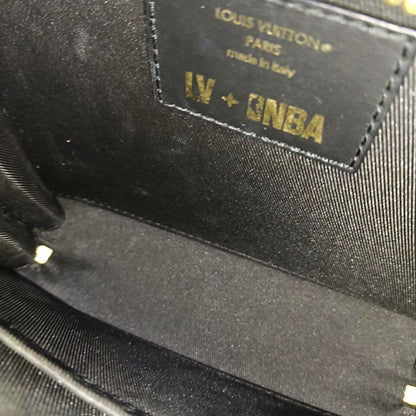 LOUIS VUITTON®
PARIS
made in Italy
LV + NBA